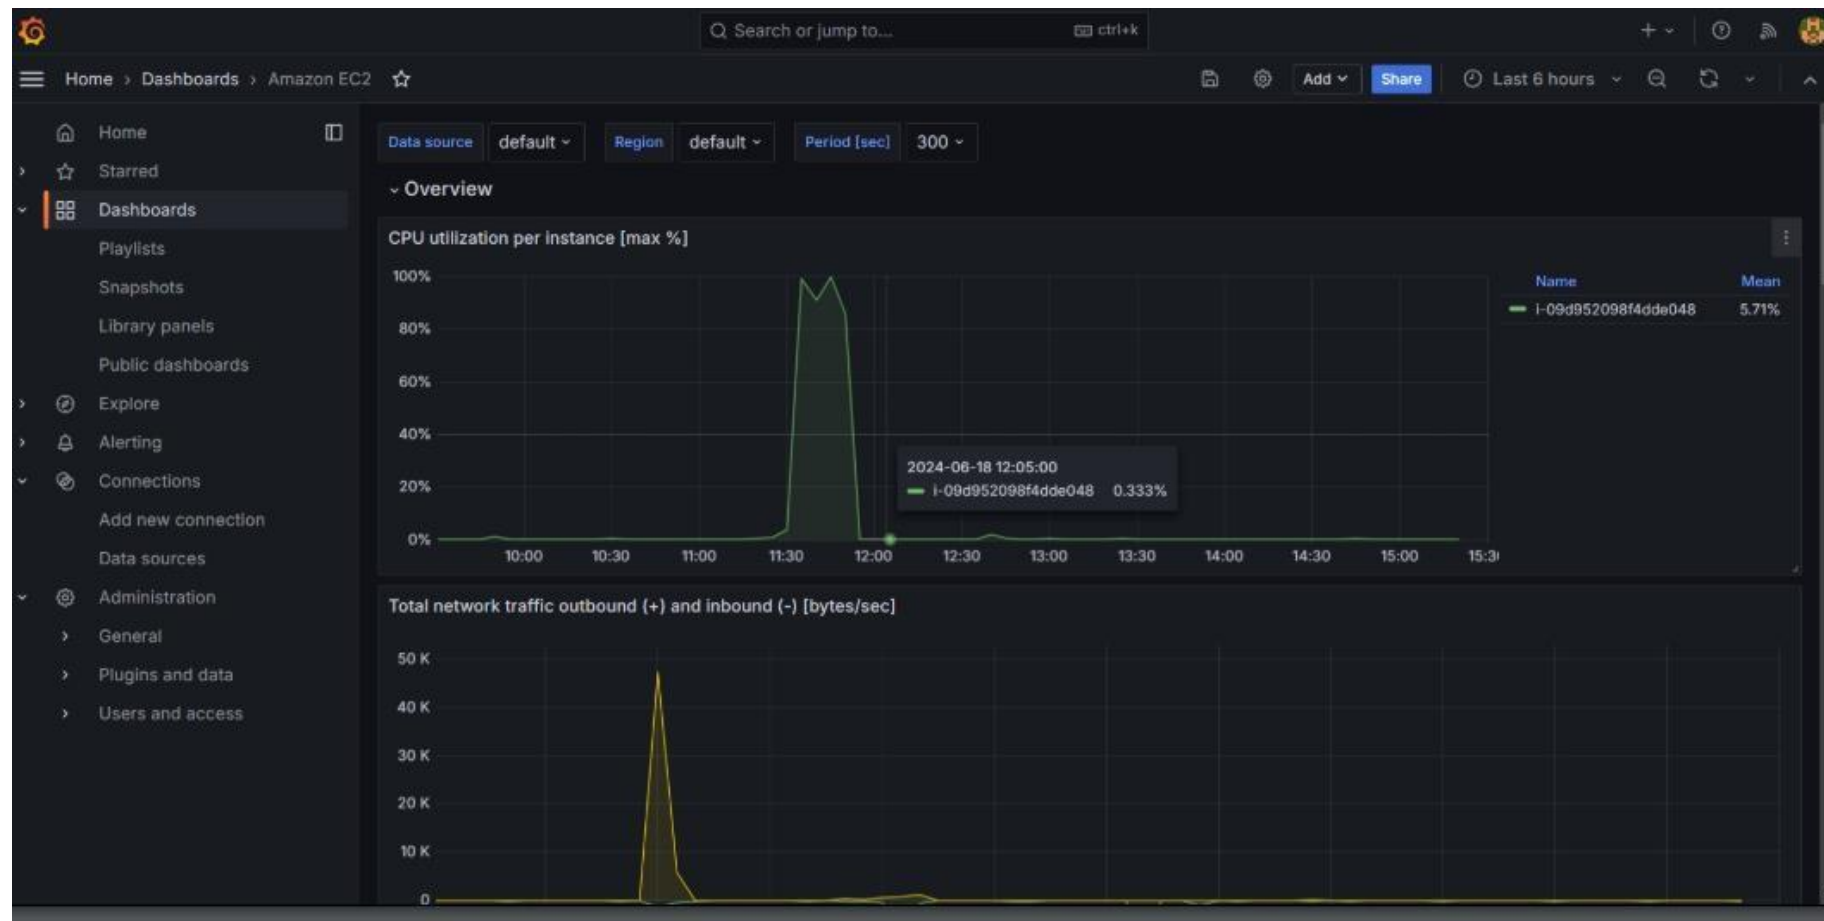 Search or jump to... ctrl+k
Home › Dashboards › Amazon EC2 Add Share Last 6 hours
Home
Starred
Dashboards
Playlists
Snapshots
Library panels
Public dashboards
Explore
Alerting
Connections
Add new connection
Data sources
Administration
General
Plugins and data
Users and access
Data source default Region default Period [sec] 300
Overview
CPU utilization per instance [max %]
100%
80%
60%
40%
20%
0%
10:00 10:30 11:00 11:30 12:00 12:30 13:00 13:30 14:00 14:30 15:00
Name Mean
i-09d952098f4dde048 5.71%
2024-06-18 12:05:00
i-09d952098f4dde048 0.333%
Total network traffic outbound (+) and inbound (-) [bytes/sec]
50 K
40 K
30 K
20 K
10 K
0